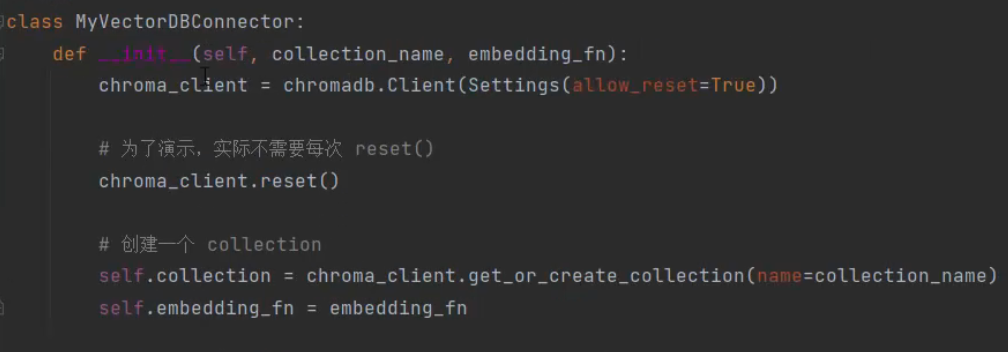 class MyVectorDBConnector:
    def __init__(self, collection_name, embedding_fn):
        chroma_client = chromadb.Client(Settings(allow_reset=True))
        # 为了演示，实际不需要每次 reset()
        chroma_client.reset()
        # 创建一个 collection
        self.collection = chroma_client.get_or_create_collection(name=collection_name)
        self.embedding_fn = embedding_fn